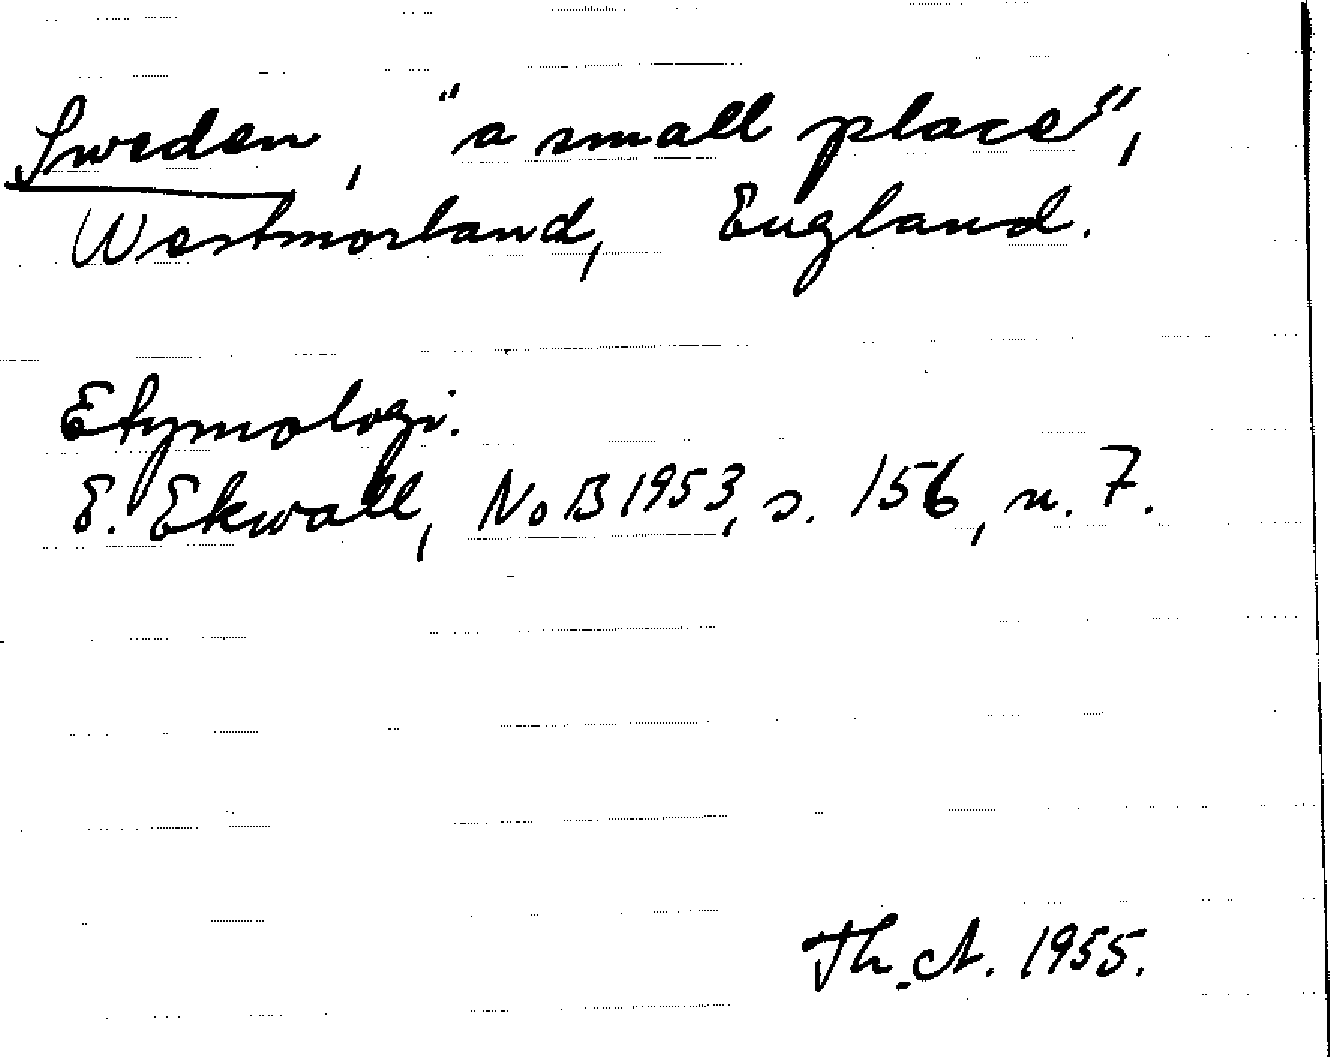 Sweden, "a small place",
Westmorland, England.
Etymologi.
E. Ekwall, NoB 1953, s. 156, n. 7.
Th. A. 1955.